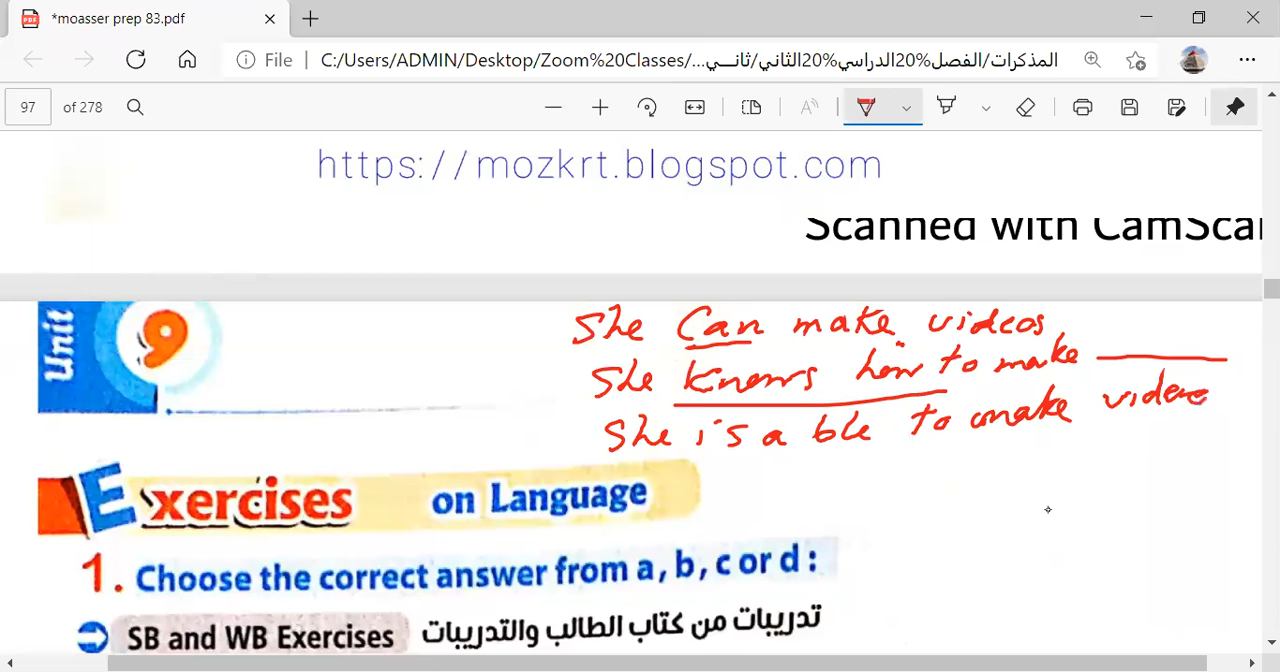 *moasser prep 83.pdf
File | C:/Users/ADMIN/Desktop/Zoom%20Classes/...المذكرات/الفصل%20الدراسي%20الثاني/ثانـــي
97 of 278
https://mozkrt.blogspot.com
Scanned with CamScan
Unit 9
She Can make videos
She Knows how to make ______
She is a ble to make videos
Exercises on Language
1. Choose the correct answer from a, b, c or d :
SB and WB Exercises تدريبات من كتاب الطالب والتدريبات